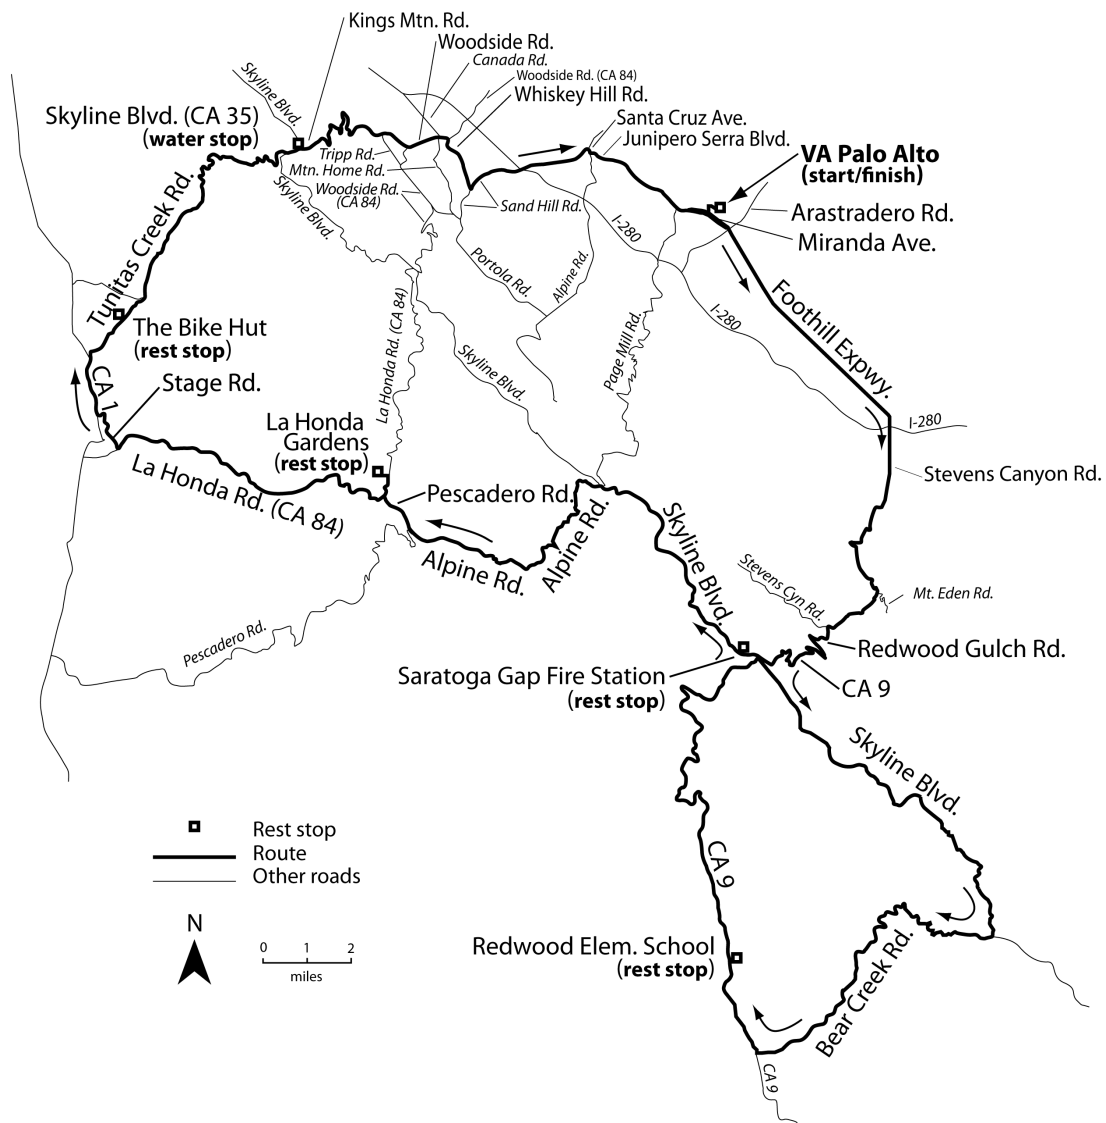 Kings Mtn. Rd.
Woodside Rd.
Canada Rd.
Woodside Rd. (CA 84)
Whiskey Hill Rd.
Skyline Blvd.
Skyline Blvd. (CA 35)
(water stop)
Santa Cruz Ave.
Junipero Serra Blvd.
VA Palo Alto
(start/finish)
Tripp Rd.
Mtn. Home Rd.
Woodside Rd.
(CA 84)
Skyline Blvd.
Sand Hill Rd.
I-280
Arastradero Rd.
Miranda Ave.
Tunitas Creek Rd.
Portola Rd.
Alpine Rd.
Foothill Expwy.
I-280
The Bike Hut
(rest stop)
La Honda Rd. (CA 84)
Skyline Blvd.
Page Mill Rd.
CA 1
Stage Rd.
I-280
La Honda
Gardens
(rest stop)
Stevens Canyon Rd.
La Honda Rd. (CA 84)
Pescadero Rd.
Alpine Rd.
Alpine Rd.
Skyline Blvd.
Stevens Cyn Rd.
Mt. Eden Rd.
Pescadero Rd.
Redwood Gulch Rd.
Saratoga Gap Fire Station
(rest stop)
CA 9
Skyline Blvd.
Rest stop
Route
Other roads
CA 9
N
0 1 2
miles
Redwood Elem. School
(rest stop)
Bear Creek Rd.
CA 9